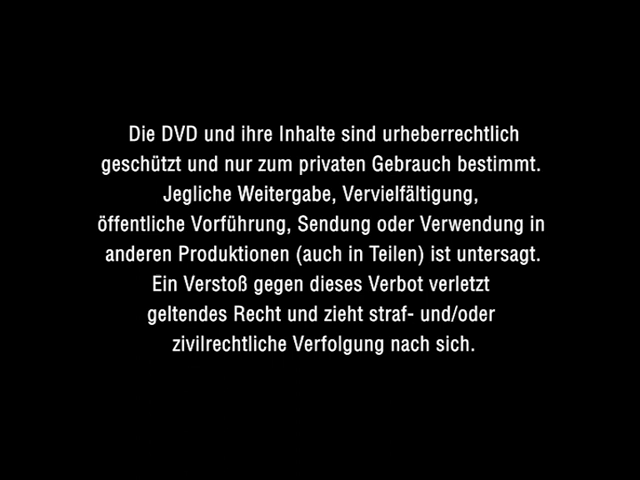 Die DVD und ihre Inhalte sind urheberrechtlich
geschützt und nur zum privaten Gebrauch bestimmt.
Jegliche Weitergabe, Vervielfältigung,
öffentliche Vorführung, Sendung oder Verwendung in
anderen Produktionen (auch in Teilen) ist untersagt.
Ein Verstoß gegen dieses Verbot verletzt
geltendes Recht und zieht straf- und/oder
zivilrechtliche Verfolgung nach sich.